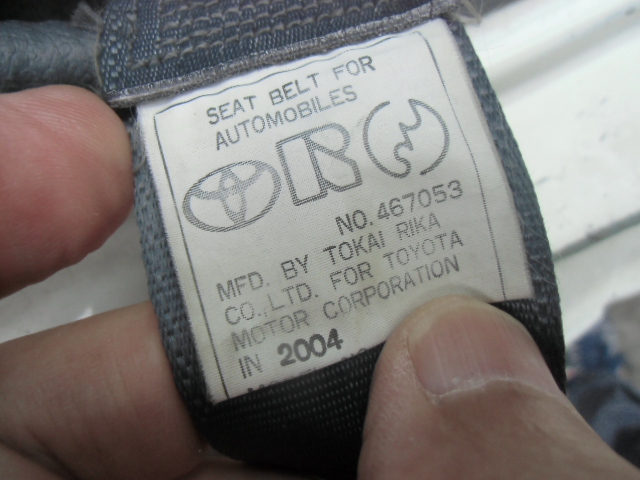 SEAT BELT FOR
AUTOMOBILES
NO. 467053
MFD. BY TOKAI RIKA
CO., LTD. FOR TOYOTA
MOTOR CORPORATION
IN 2004